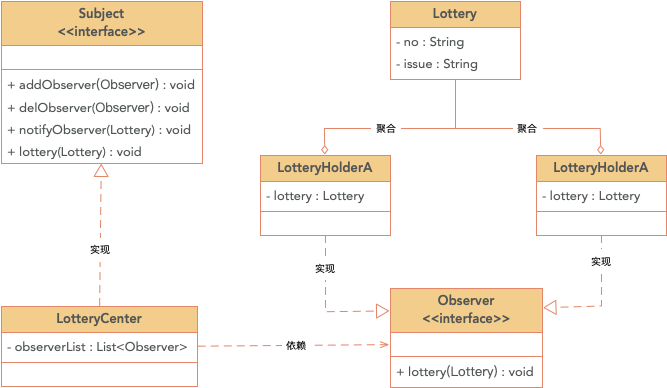 Subject
<<interface>>
+ addObserver(Observer) : void
+ delObserver(Observer) : void
+ notifyObserver(Lottery) : void
+ lottery(Lottery) : void
Lottery
- no : String
- issue : String
聚合
聚合
LotteryHolderA
- lottery : Lottery
LotteryHolderA
- lottery : Lottery
实现
实现
实现
LotteryCenter
- observerList : List<Observer>
依赖
Observer
<<interface>>
+ lottery(Lottery) : void